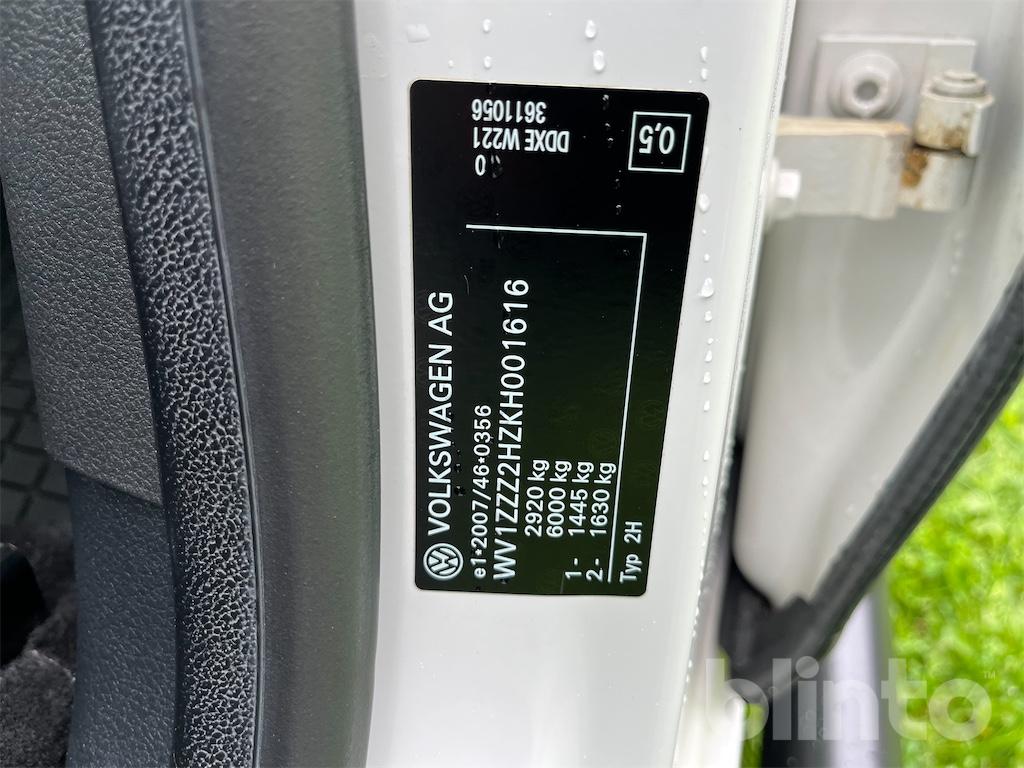 VOLKSWAGEN AG
e1*2007/46*0356
WV1ZZZ2HZKH001616
2920 kg
6000 kg
1- 1445 kg
2- 1630 kg
Typ 2H
0
DDXE W221
3611056
0,5
blinto™